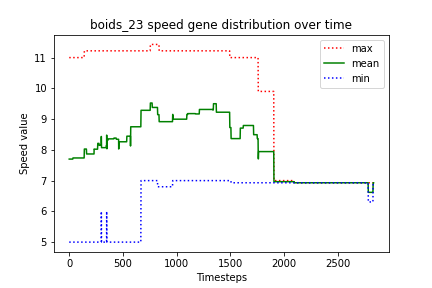 boids_23 speed gene distribution over time
max
mean
min
Speed value
11
10
9
8
7
6
5
0
500
1000
1500
2000
2500
Timesteps